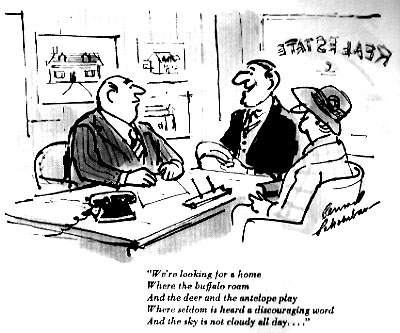 REAL ESTATE
"We're looking for a home
Where the buffalo roam
And the deer and the antelope play
Where seldom is heard a discouraging word
And the sky is not cloudy all day...."